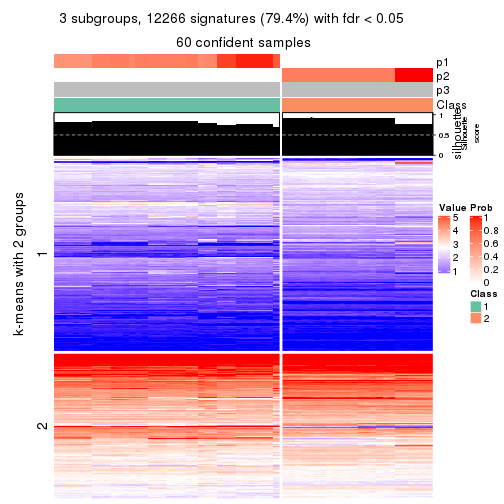 3 subgroups, 12266 signatures (79.4%) with fdr < 0.05
60 confident samples
p1
p2
p3
Class
1
0.5
0
silhouette
Silhouette
score
k-means with 2 groups
1
2
Value
5
4
3
2
1
Prob
1
0.8
0.6
0.4
0.2
0
Class
1
2